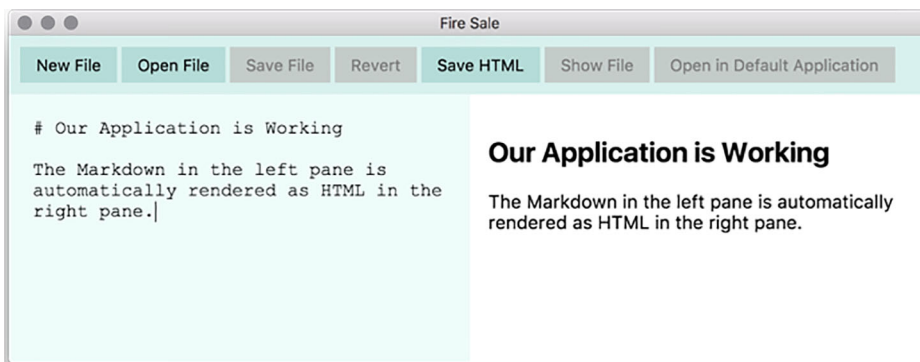 Fire Sale
New File Open File Save File Revert Save HTML Show File Open in Default Application
# Our Application is Working
The Markdown in the left pane is
automatically rendered as HTML in the
right pane.
Our Application is Working
The Markdown in the left pane is automatically
rendered as HTML in the right pane.